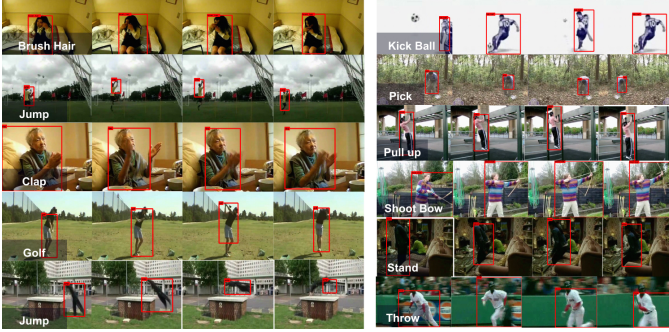 Brush Hair
Jump
Clap
Golf
Jump
Kick Ball
Pick
Pull up
Shoot Bow
Stand
Throw